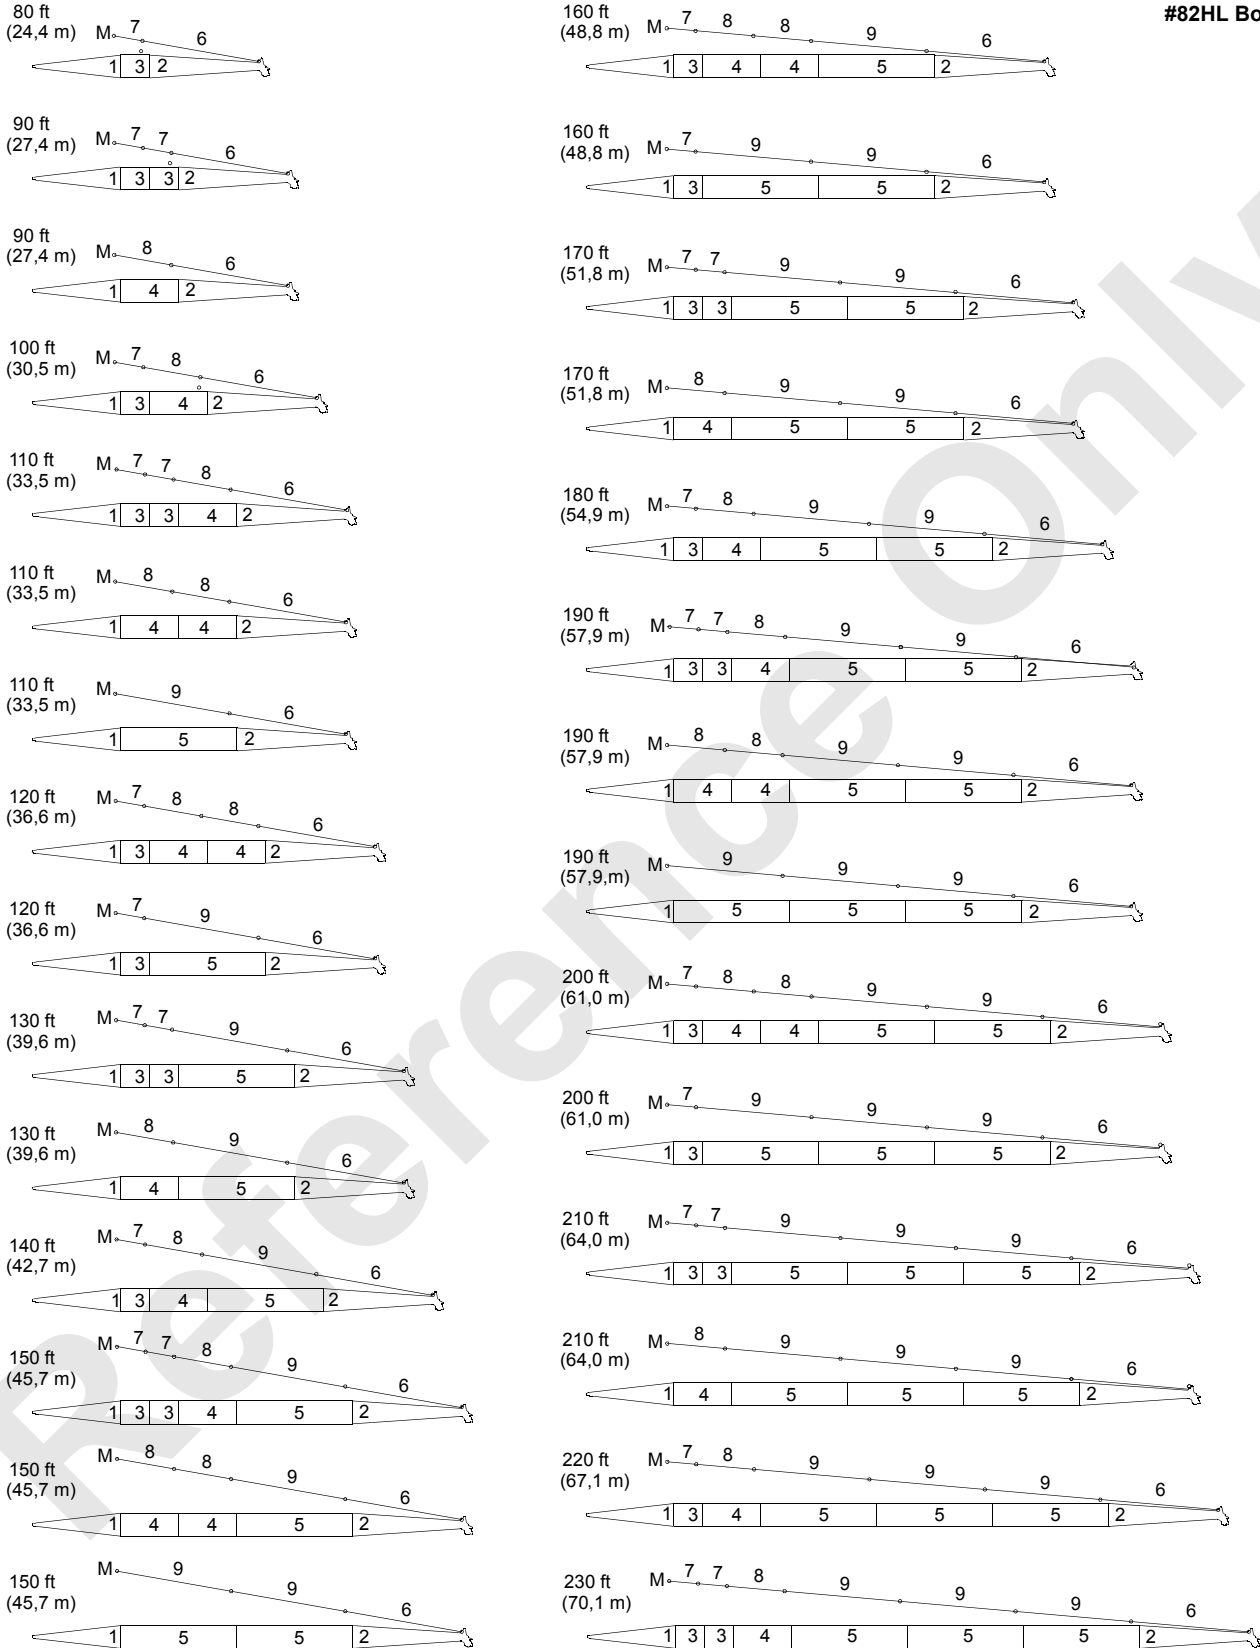 #82HL Bo
80 ft
(24,4 m)
M 7 6
1 3 2
90 ft
(27,4 m)
M 7 7 6
1 3 3 2
90 ft
(27,4 m)
M 8 6
1 4 2
100 ft
(30,5 m)
M 7 8 6
1 3 4 2
110 ft
(33,5 m)
M 7 7 8 6
1 3 3 4 2
110 ft
(33,5 m)
M 8 8 6
1 4 4 2
110 ft
(33,5 m)
M 9 6
1 5 2
120 ft
(36,6 m)
M 7 8 8 6
1 3 4 4 2
120 ft
(36,6 m)
M 7 9 6
1 3 5 2
130 ft
(39,6 m)
M 7 7 9 6
1 3 3 5 2
130 ft
(39,6 m)
M 8 9 6
1 4 5 2
140 ft
(42,7 m)
M 7 8 9 6
1 3 4 5 2
150 ft
(45,7 m)
M 7 7 8 9 6
1 3 3 4 5 2
150 ft
(45,7 m)
M 8 8 9 6
1 4 4 5 2
150 ft
(45,7 m)
M 9 9 6
1 5 5 2
160 ft
(48,8 m)
M 7 8 8 9 6
1 3 4 4 5 2
160 ft
(48,8 m)
M 7 9 9 6
1 3 5 5 2
170 ft
(51,8 m)
M 7 7 9 9 6
1 3 3 5 5 2
170 ft
(51,8 m)
M 8 9 9 6
1 4 5 5 2
180 ft
(54,9 m)
M 7 8 9 9 6
1 3 4 5 5 2
190 ft
(57,9 m)
M 7 7 8 9 9 6
1 3 3 4 5 5 2
190 ft
(57,9 m)
M 8 8 9 9 6
1 4 4 5 5 2
190 ft
(57,9,m)
M 9 9 9 6
1 5 5 5 2
200 ft
(61,0 m)
M 7 8 8 9 9 6
1 3 4 4 5 5 2
200 ft
(61,0 m)
M 7 9 9 9 6
1 3 5 5 5 2
210 ft
(64,0 m)
M 7 7 9 9 9 6
1 3 3 5 5 5 2
210 ft
(64,0 m)
M 8 9 9 9 6
1 4 5 5 5 2
220 ft
(67,1 m)
M 7 8 9 9 9 6
1 3 4 5 5 5 2
230 ft
(70,1 m)
M 7 7 8 9 9 9 6
1 3 3 4 5 5 5 2
Reference Only